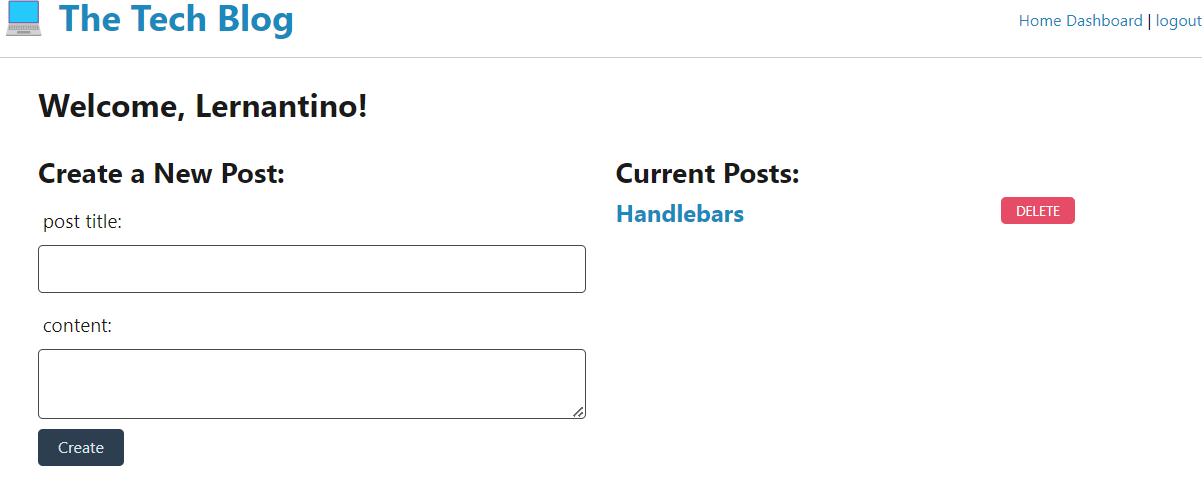 The Tech Blog
Home Dashboard | logout
Welcome, Lernantino!
Create a New Post:
post title:
content:
Create
Current Posts:
Handlebars
DELETE